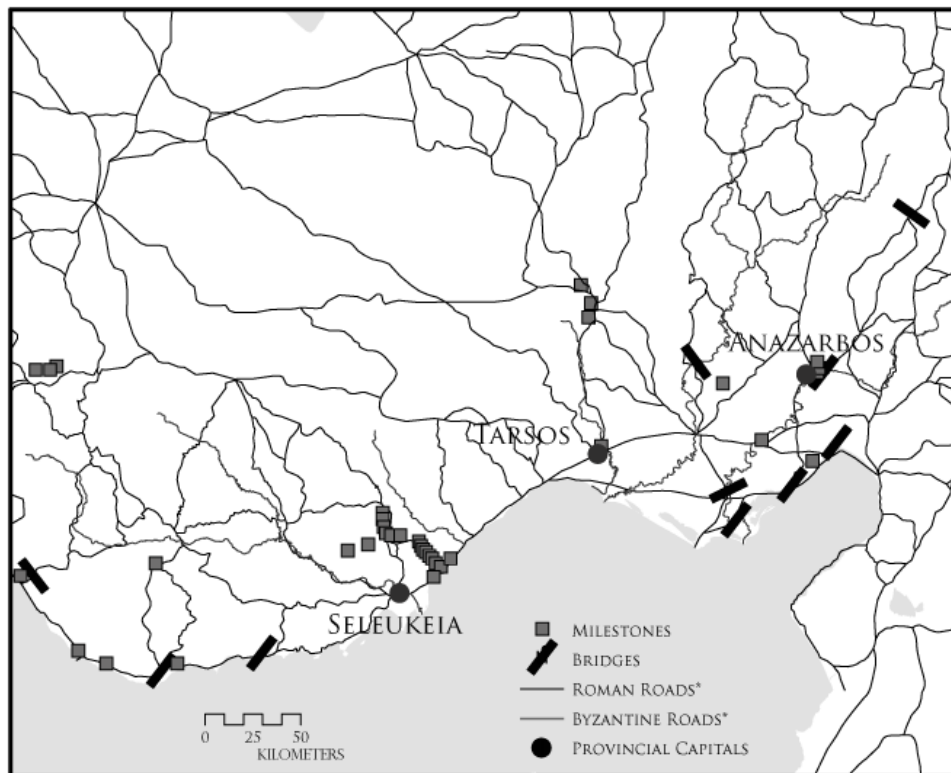 Anazarbos
Tarsos
Seleukeia
Milestones
Bridges
Roman Roads*
Byzantine Roads*
Provincial Capitals
0 25 50
Kilometers